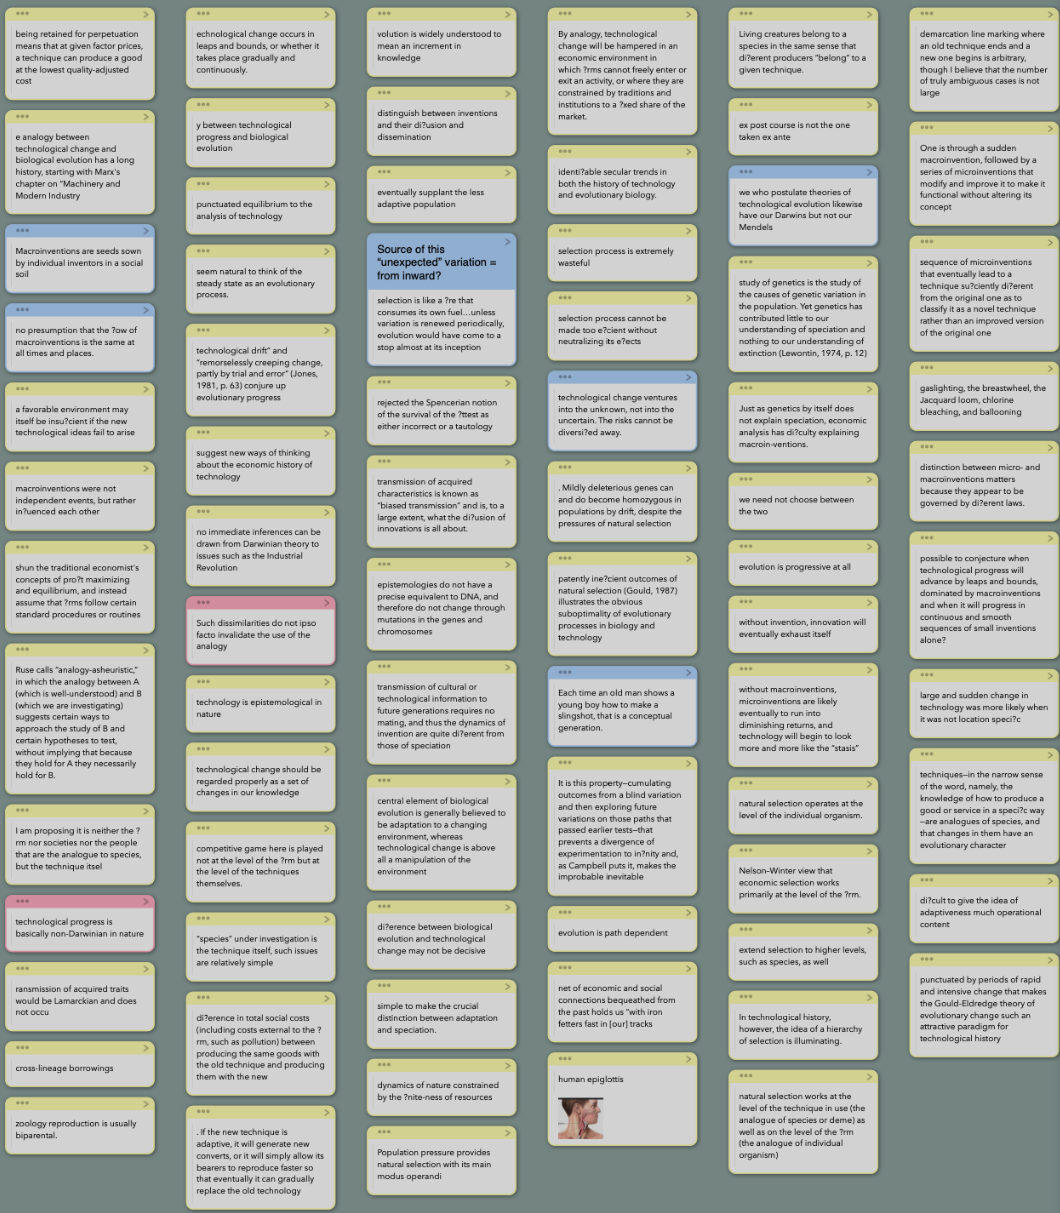 being retained for perpetuation
means that at given factor prices,
a technique can produce a good
at the lowest quality-adjusted
cost
e analogy between
technological change and
biological evolution has a long
history, starting with Marx's
chapter on "Machinery and
Modern Industry
Macroinventions are seeds sown
by individual inventors in a social
soil
no presumption that the ?ow of
macroinventions is the same at
all times and places.
a favorable environment may
itself be insu?cient if the new
technological ideas fail to arise
macroinventions were not
independent events, but rather
in?uenced each other
shun the traditional economist's
concepts of pro?t maximizing
and equilibrium, and instead
assume that ?rms follow certain
standard procedures or routines
Ruse calls "analogy-asheuristic,"
in which the analogy between A
(which is well-understood) and B
(which we are investigating)
suggests certain ways to
approach the study of B and
certain hypotheses to test,
without implying that because
they hold for A they necessarily
hold for B.
I am proposing it is neither the ?
rm nor societies nor the people
that are the analogue to species,
but the technique itsel
technological progress is
basically non-Darwinian in nature
ransmission of acquired traits
would be Lamarckian and does
not occu
cross-lineage borrowings
zoology reproduction is usually
biparental.
echnological change occurs in
leaps and bounds, or whether it
takes place gradually and
continuously.
y between technological
progress and biological
evolution
punctuated equilibrium to the
analysis of technology
seem natural to think of the
steady state as an evolutionary
process.
technological drift" and
"remorselessly creeping change,
partly by trial and error" (Jones,
1981, p. 63) conjure up
evolutionary progress
suggest new ways of thinking
about the economic history of
technology
no immediate inferences can be
drawn from Darwinian theory to
issues such as the Industrial
Revolution
Such dissimilarities do not ipso
facto invalidate the use of the
analogy
technology is epistemological in
nature
technological change should be
regarded properly as a set of
changes in our knowledge
competitive game here is played
not at the level of the ?rm but at
the level of the techniques
themselves.
"species" under investigation is
the technique itself, such issues
are relatively simple
di?erence in total social costs
(including costs external to the ?
rm, such as pollution) between
producing the same goods with
the old technique and producing
them with the new
. If the new technique is
adaptive, it will generate new
converts, or it will simply allow its
bearers to reproduce faster so
that eventually it can gradually
replace the old technology
volution is widely understood to
mean an increment in
knowledge
distinguish between inventions
and their di?usion and
dissemination
eventually supplant the less
adaptive population
Source of this
"unexpected" variation =
from inward?
selection is like a ?re that
consumes its own fuel...unless
variation is renewed periodically,
evolution would have come to a
stop almost at its inception
rejected the Spencerian notion
of the survival of the ?ttest as
either incorrect or a tautology
transmission of acquired
characteristics is known as
"biased transmission" and is, to a
large extent, what the di?usion of
innovations is all about.
epistemologies do not have a
precise equivalent to DNA, and
therefore do not change through
mutations in the genes and
chromosomes
transmission of cultural or
technological information to
future generations requires no
mating, and thus the dynamics of
invention are quite di?erent from
those of speciation
central element of biological
evolution is generally believed to
be adaptation to a changing
environment, whereas
technological change is above
all a manipulation of the
environment
di?erence between biological
evolution and technological
change may not be decisive
simple to make the crucial
distinction between adaptation
and speciation.
dynamics of nature constrained
by the ?nite-ness of resources
Population pressure provides
natural selection with its main
modus operandi
By analogy, technological
change will be hampered in an
economic environment in
which ?rms cannot freely enter or
exit an activity, or where they are
constrained by traditions and
institutions to a ?xed share of the
market.
identi?able secular trends in
both the history of technology
and evolutionary biology.
selection process is extremely
wasteful
selection process cannot be
made too e?cient without
neutralizing its e?ects
technological change ventures
into the unknown, not into the
uncertain. The risks cannot be
diversi?ed away.
. Mildly deleterious genes can
and do become homozygous in
populations by drift, despite the
pressures of natural selection
patently ine?cient outcomes of
natural selection (Gould, 1987)
illustrates the obvious
suboptimality of evolutionary
processes in biology and
technology
Each time an old man shows a
young boy how to make a
slingshot, that is a conceptual
generation.
It is this property–cumulating
outcomes from a blind variation
and then exploring future
variations on those paths that
passed earlier tests–that
prevents a divergence of
experimentation to in?nity and,
as Campbell puts it, makes the
improbable inevitable
evolution is path dependent
net of economic and social
connections bequeathed from
the past holds us "with iron
fetters fast in [our] tracks
human epiglottis
Living creatures belong to a
species in the same sense that
di?erent producers "belong" to a
given technique.
ex post course is not the one
taken ex ante
we who postulate theories of
technological evolution likewise
have our Darwins but not our
Mendels
study of genetics is the study of
the causes of genetic variation in
the population. Yet genetics has
contributed little to our
understanding of speciation and
nothing to our understanding of
extinction (Lewontin, 1974, p. 12)
Just as genetics by itself does
not explain speciation, economic
analysis has di?culty explaining
macroin-ventions.
we need not choose between
the two
evolution is progressive at all
without invention, innovation will
eventually exhaust itself
without macroinventions,
microinventions are likely
eventually to run into
diminishing returns, and
technology will begin to look
more and more like the "stasis"
natural selection operates at the
level of the individual organism.
Nelson–Winter view that
economic selection works
primarily at the level of the ?rm.
extend selection to higher levels,
such as species, as well
In technological history,
however, the idea of a hierarchy
of selection is illuminating.
natural selection works at the
level of the technique in use (the
analogue of species or deme) as
well as on the level of the ?rm
(the analogue of individual
organism)
demarcation line marking where
an old technique ends and a
new one begins is arbitrary,
though I believe that the number
of truly ambiguous cases is not
large
One is through a sudden
macroinvention, followed by a
series of microinventions that
modify and improve it to make it
functional without altering its
concept
sequence of microinventions
that eventually lead to a
technique su?ciently di?erent
from the original one as to
classify it as a novel technique
rather than an improved version
of the original one
gaslighting, the breastwheel, the
Jacquard loom, chlorine
bleaching, and ballooning
distinction between micro- and
macroinventions matters
because they appear to be
governed by di?erent laws.
possible to conjecture when
technological progress will
advance by leaps and bounds,
dominated by macroinventions
and when it will progress in
continuous and smooth
sequences of small inventions
alone?
large and sudden change in
technology was more likely when
it was not location speci?c
techniques–in the narrow sense
of the word, namely, the
knowledge of how to produce a
good or service in a speci?c way
–are analogues of species, and
that changes in them have an
evolutionary character
di?cult to give the idea of
adaptiveness much operational
content
punctuated by periods of rapid
and intensive change that makes
the Gould-Eldredge theory of
evolutionary change such an
attractive paradigm for
technological history